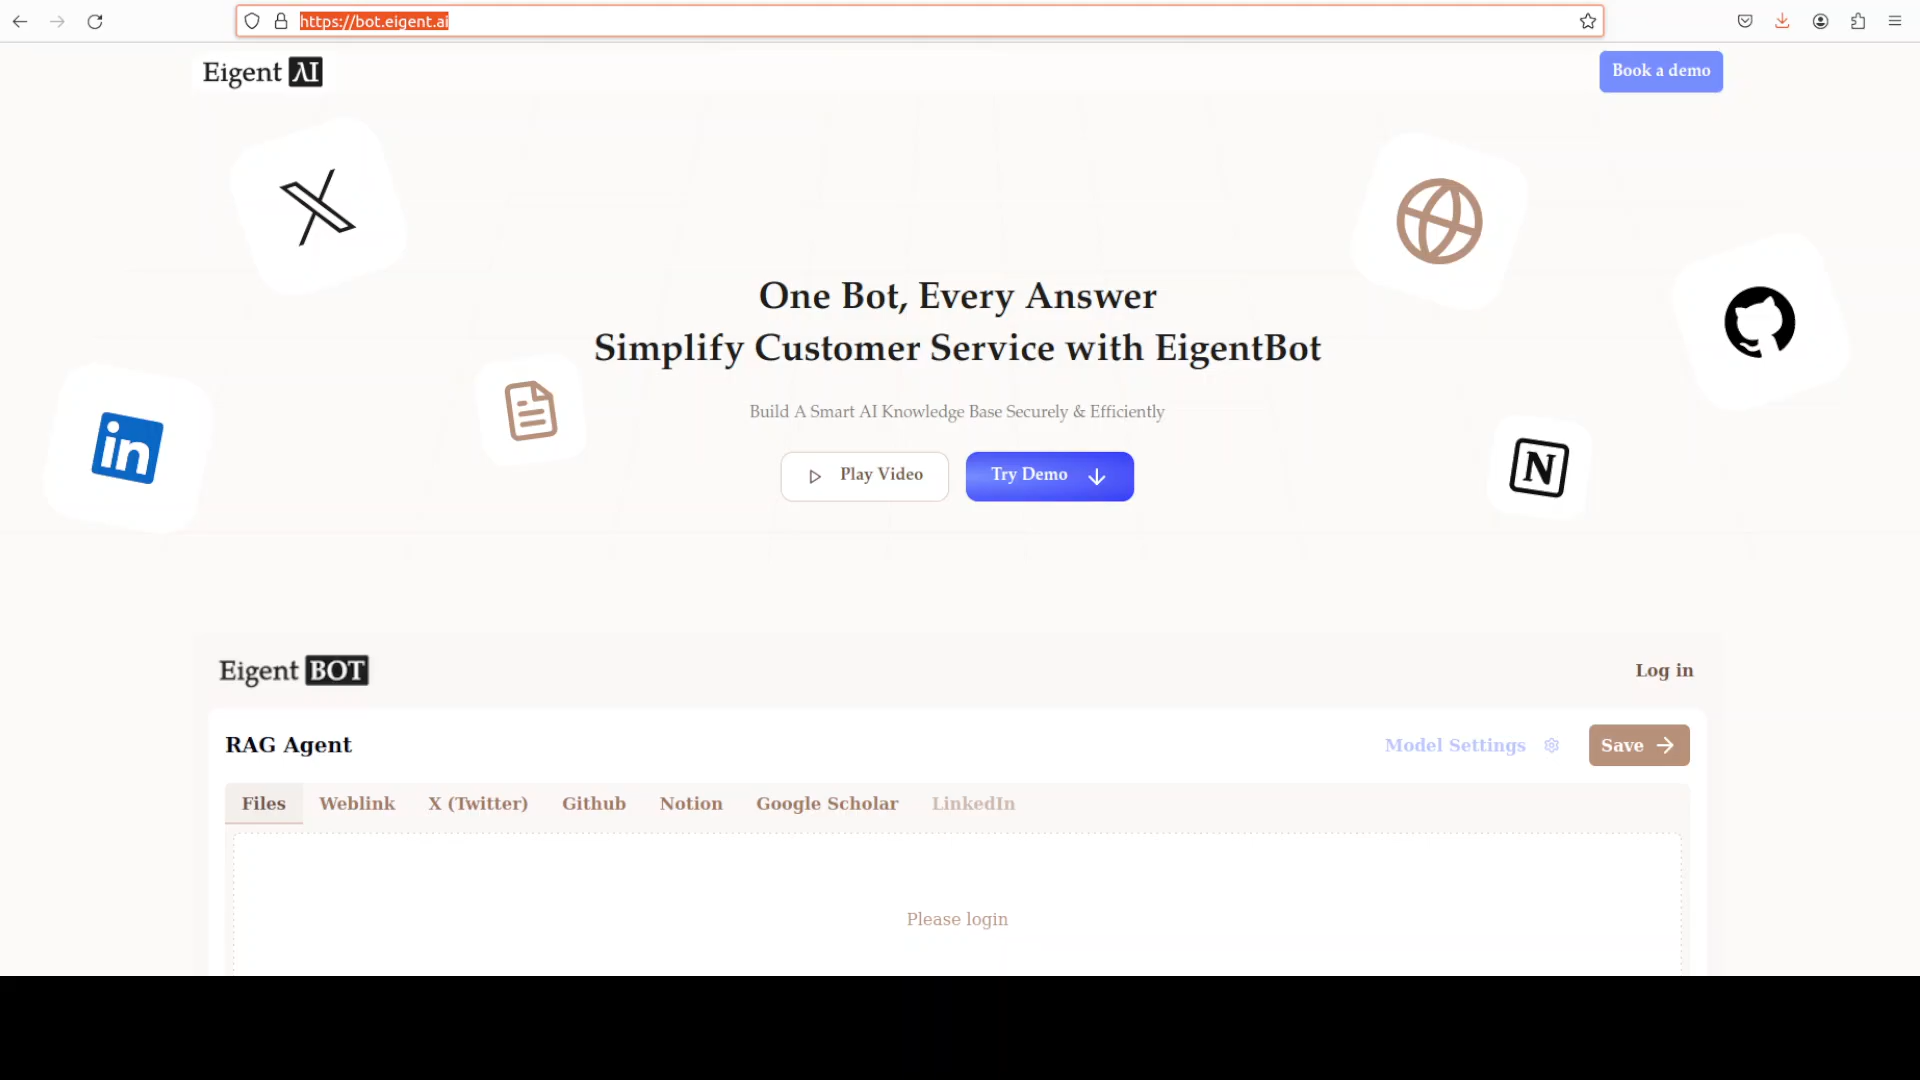 https://bot.eigent.ai
Eigent AI
Book a demo
One Bot, Every Answer
Simplify Customer Service with EigentBot
Build A Smart AI Knowledge Base Securely & Efficiently
Play Video
Try Demo
Eigent BOT
Log in
RAG Agent
Model Settings
Save
Files
Weblink
X (Twitter)
Github
Notion
Google Scholar
LinkedIn
Please login